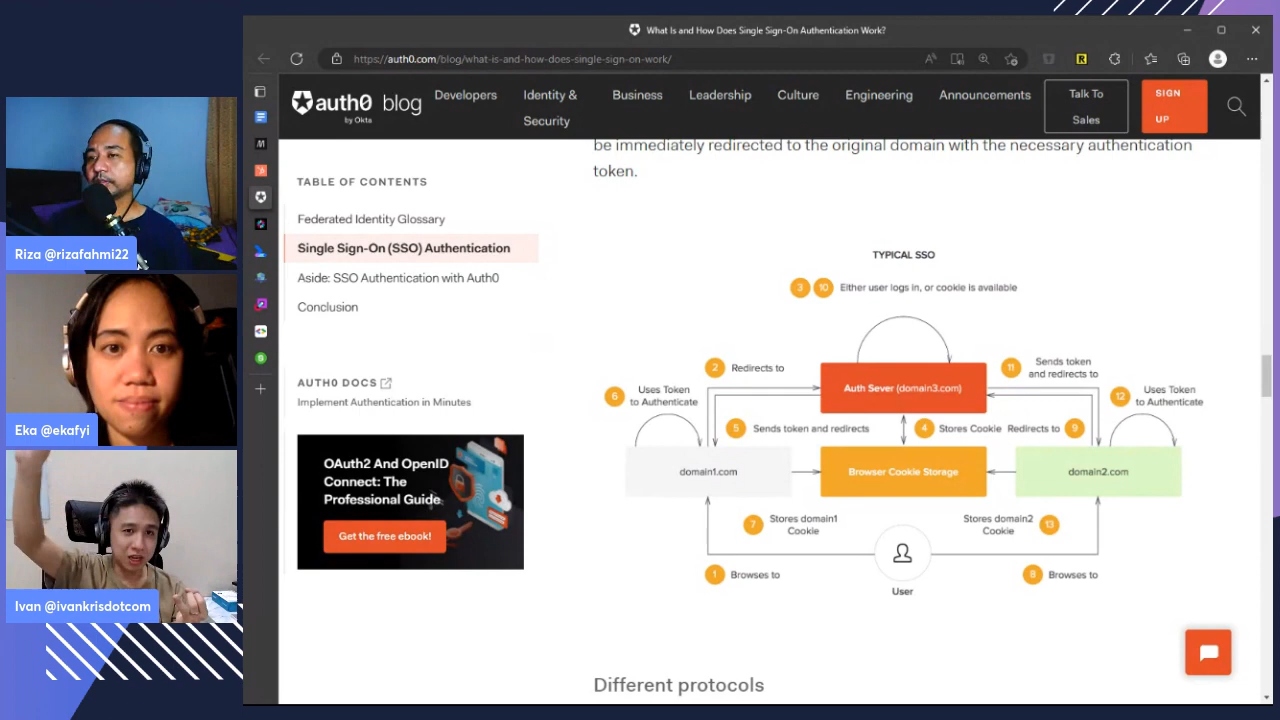 What Is and How Does Single Sign-On Authentication Work?
https://auth0.com/blog/what-is-and-how-does-single-sign-on-work/
auth0 blog
by Okta
Developers
Identity & Security
Business
Leadership
Culture
Engineering
Announcements
Talk To Sales
SIGN UP
be immediately redirected to the original domain with the necessary authentication
token.
TABLE OF CONTENTS
Federated Identity Glossary
Single Sign-On (SSO) Authentication
Aside: SSO Authentication with Auth0
Conclusion
AUTH0 DOCS
Implement Authentication in Minutes
OAuth2 And OpenID
Connect: The
Professional Guide
Get the free ebook!
TYPICAL SSO
3 10 Either user logs in, or cookie is available
2 Redirects to
11 Sends token
and redirects to
6 Uses Token
to Authenticate
Auth Sever (domain3.com)
12 Uses Token
to Authenticate
5 Sends token and redirects
4 Stores Cookie
Redirects to 9
domain1.com
Browser Cookie Storage
domain2.com
7 Stores domain1
Cookie
Stores domain2
Cookie 13
1 Browses to
8 Browses to
User
Different protocols
Riza @rizafahmi22
Eka @ekafyi
Ivan @ivankrisdotcom